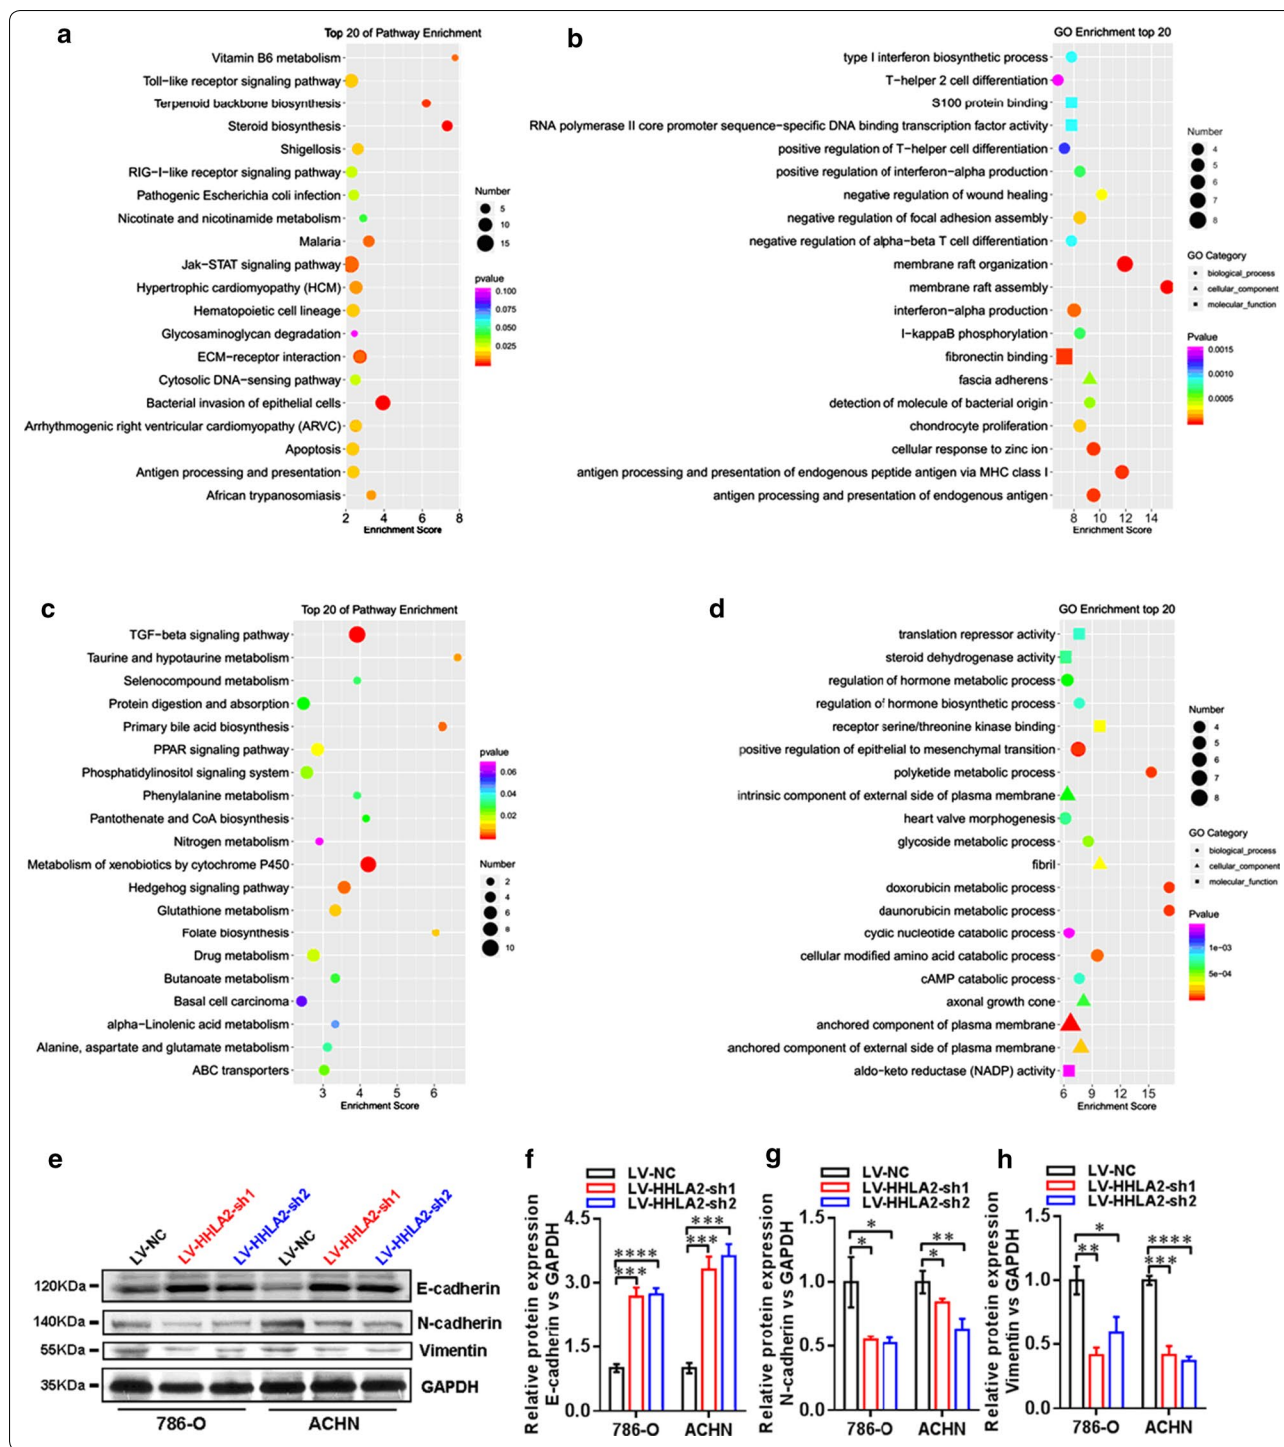 a
Top 20 of Pathway Enrichment
Vitamin B6 metabolism
Toll−like receptor signaling pathway
Terpenoid backbone biosynthesis
Steroid biosynthesis
Shigellosis
RIG−I−like receptor signaling pathway
Pathogenic Escherichia coli infection
Nicotinate and nicotinamide metabolism
Malaria
Jak−STAT signaling pathway
Hypertrophic cardiomyopathy (HCM)
Hematopoietic cell lineage
Glycosaminoglycan degradation
ECM−receptor interaction
Cytosolic DNA−sensing pathway
Bacterial invasion of epithelial cells
Arrhythmogenic right ventricular cardiomyopathy (ARVC)
Apoptosis
Antigen processing and presentation
African trypanosomiasis
2 4 6 8
Enrichment Score
Number
5
10
15
pvalue
0.100
0.075
0.050
0.025
b
GO Enrichment top 20
type I interferon biosynthetic process
T−helper 2 cell differentiation
S100 protein binding
RNA polymerase II core promoter sequence−specific DNA binding transcription factor activity
positive regulation of T−helper cell differentiation
positive regulation of interferon−alpha production
negative regulation of wound healing
negative regulation of focal adhesion assembly
negative regulation of alpha−beta T cell differentiation
membrane raft organization
membrane raft assembly
interferon−alpha production
I−kappaB phosphorylation
fibronectin binding
fascia adherens
detection of molecule of bacterial origin
chondrocyte proliferation
cellular response to zinc ion
antigen processing and presentation of endogenous peptide antigen via MHC class I
antigen processing and presentation of endogenous antigen
8 10 12 14
Enrichment Score
Number
4
5
6
7
8
GO Category
biological_process
cellular_component
molecular_function
Pvalue
0.0015
0.0010
0.0005
c
Top 20 of Pathway Enrichment
TGF−beta signaling pathway
Taurine and hypotaurine metabolism
Selenocompound metabolism
Protein digestion and absorption
Primary bile acid biosynthesis
PPAR signaling pathway
Phosphatidylinositol signaling system
Phenylalanine metabolism
Pantothenate and CoA biosynthesis
Nitrogen metabolism
Metabolism of xenobiotics by cytochrome P450
Hedgehog signaling pathway
Glutathione metabolism
Folate biosynthesis
Drug metabolism
Butanoate metabolism
Basal cell carcinoma
alpha−Linolenic acid metabolism
Alanine, aspartate and glutamate metabolism
ABC transporters
3 4 5 6
Enrichment Score
pvalue
0.06
0.04
0.02
Number
2
4
6
8
10
d
GO Enrichment top 20
translation repressor activity
steroid dehydrogenase activity
regulation of hormone metabolic process
regulation of hormone biosynthetic process
receptor serine/threonine kinase binding
positive regulation of epithelial to mesenchymal transition
polyketide metabolic process
intrinsic component of external side of plasma membrane
heart valve morphogenesis
glycoside metabolic process
fibril
doxorubicin metabolic process
daunorubicin metabolic process
cyclic nucleotide catabolic process
cellular modified amino acid catabolic process
cAMP catabolic process
axonal growth cone
anchored component of plasma membrane
anchored component of external side of plasma membrane
aldo−keto reductase (NADP) activity
6 9 12 15
Enrichment Score
Number
4
5
6
7
8
GO Category
biological_process
cellular_component
molecular_function
Pvalue
1e−03
5e−04
e
LV-NC LV-HHLA2-sh1 LV-HHLA2-sh2 LV-NC LV-HHLA2-sh1 LV-HHLA2-sh2
120KDa E-cadherin
140KDa N-cadherin
55KDa Vimentin
35KDa GAPDH
786-O ACHN
f
LV-NC
LV-HHLA2-sh1
LV-HHLA2-sh2
Relative protein expression
E-cadherin vs GAPDH
4.5
3.0
1.5
0.0
**** *** *** ***
786-O ACHN
g
LV-NC
LV-HHLA2-sh1
LV-HHLA2-sh2
Relative protein expression
N-cadherin vs GAPDH
1.5
1.0
0.5
0.0
* * ** *
786-O ACHN
h
LV-NC
LV-HHLA2-sh1
LV-HHLA2-sh2
Relative protein expression
Vimentin vs GAPDH
1.5
1.0
0.5
0.0
* ** **** ***
786-O ACHN